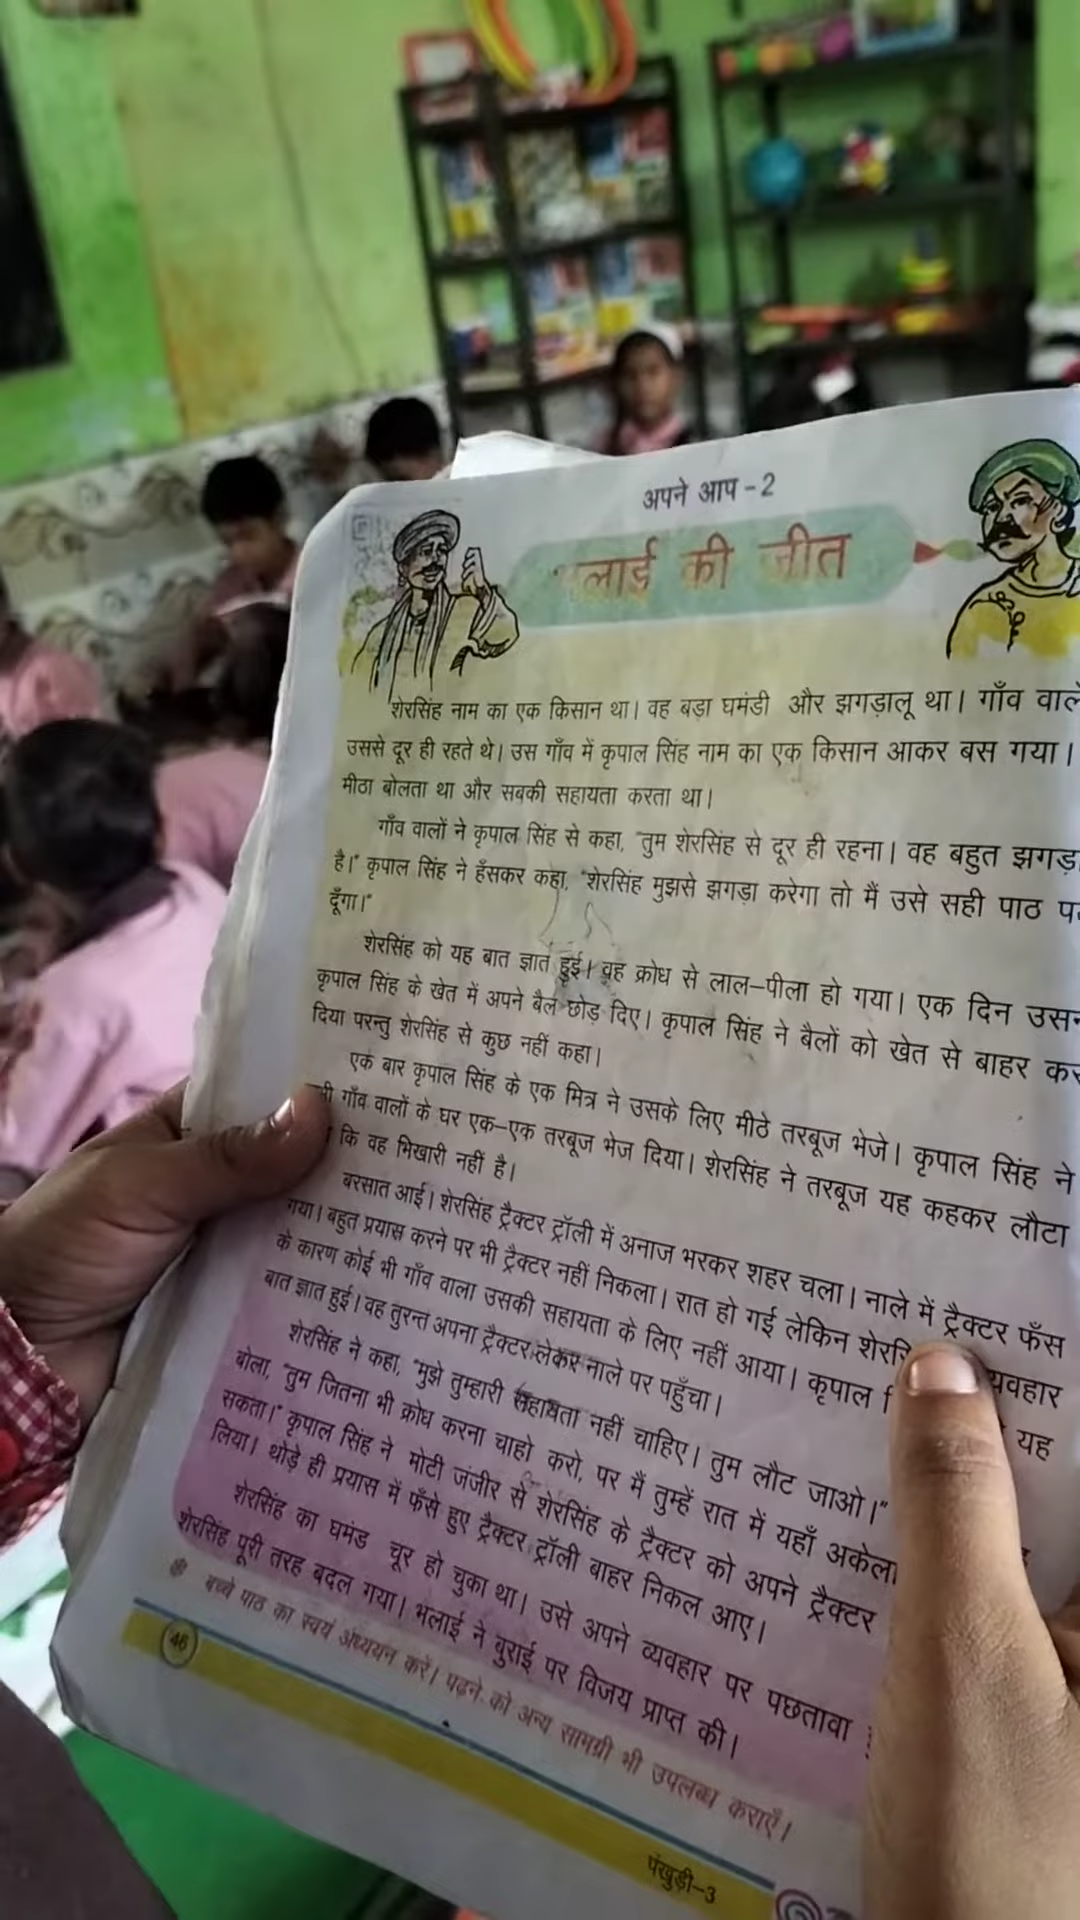 अपने आप -2
भलाई की जीत
शेरसिंह नाम का एक किसान था। वह बड़ा घमंडी और झगड़ालू था। गाँव
उससे दूर ही रहते थे। उस गाँव में कृपाल सिंह नाम का एक किसान आकर बस गया।
मीठा बोलता था और सबकी सहायता करता था।
गाँव वालों ने कृपाल सिंह से कहा, "तुम शेरसिंह से दूर ही रहना। वह बहुत
है।" कृपाल सिंह ने हँसकर कहा, "शेरसिंह मुझसे झगड़ा करेगा तो मैं उसे सही पाठ
दूँगा।"
शेरसिंह को यह बात ज्ञात हुई। वह क्रोध से लाल–पीला हो गया। एक दिन
कृपाल सिंह के खेत में अपने बैल छोड़ दिए। कृपाल सिंह ने बैलों को खेत से बाहर कर
दिया परन्तु शेरसिंह से कुछ नहीं कहा।
एक बार कृपाल सिंह के एक मित्र ने उसके लिए मीठे तरबूज भेजे। कृपाल सिंह ने
गाँव वालों के घर एक–एक तरबूज भेज दिया। शेरसिंह ने तरबूज यह कहकर लौटा
कि वह भिखारी नहीं है।
बरसात आई। शेरसिंह ट्रैक्टर ट्रॉली में अनाज भरकर शहर चला। नाले में ट्रैक्टर फँस
गया। बहुत प्रयास करने पर भी ट्रैक्टर नहीं निकला। रात हो गई लेकिन व्यवहार
के कारण कोई भी गाँव वाला उसकी सहायता के लिए नहीं आया। कृपाल यह
बात ज्ञात हुई। वह तुरन्त अपना ट्रैक्टर लेकर नाले पर पहुँचा।
शेरसिंह ने कहा, "मुझे तुम्हारी सहायता नहीं चाहिए। तुम लौट जाओ।"
बोला, "तुम जितना भी क्रोध करना चाहो करो, पर मैं तुम्हें रात में यहाँ अकेला
सकता।" कृपाल सिंह ने मोटी जंजीर से शेरसिंह के ट्रैक्टर को अपने ट्रैक्टर
लिया। थोड़े ही प्रयास में फँसे हुए ट्रैक्टर ट्रॉली बाहर निकल आए।
शेरसिंह का घमंड चूर हो चुका था। उसे अपने व्यवहार पर पछतावा
शेरसिंह पूरी तरह बदल गया। भलाई ने बुराई पर विजय प्राप्त की।
बच्चे पाठ का स्वयं अध्ययन करें। पढ़ने को अन्य सामग्री भी उपलब्ध कराएँ।
46
पंखुड़ी–3